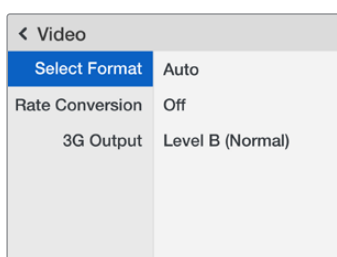 < Video
Select Format Auto
Rate Conversion Off
3G Output Level B (Normal)